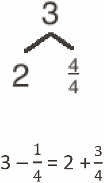 3
2 4/4
3 − 1/4 = 2 + 3/4